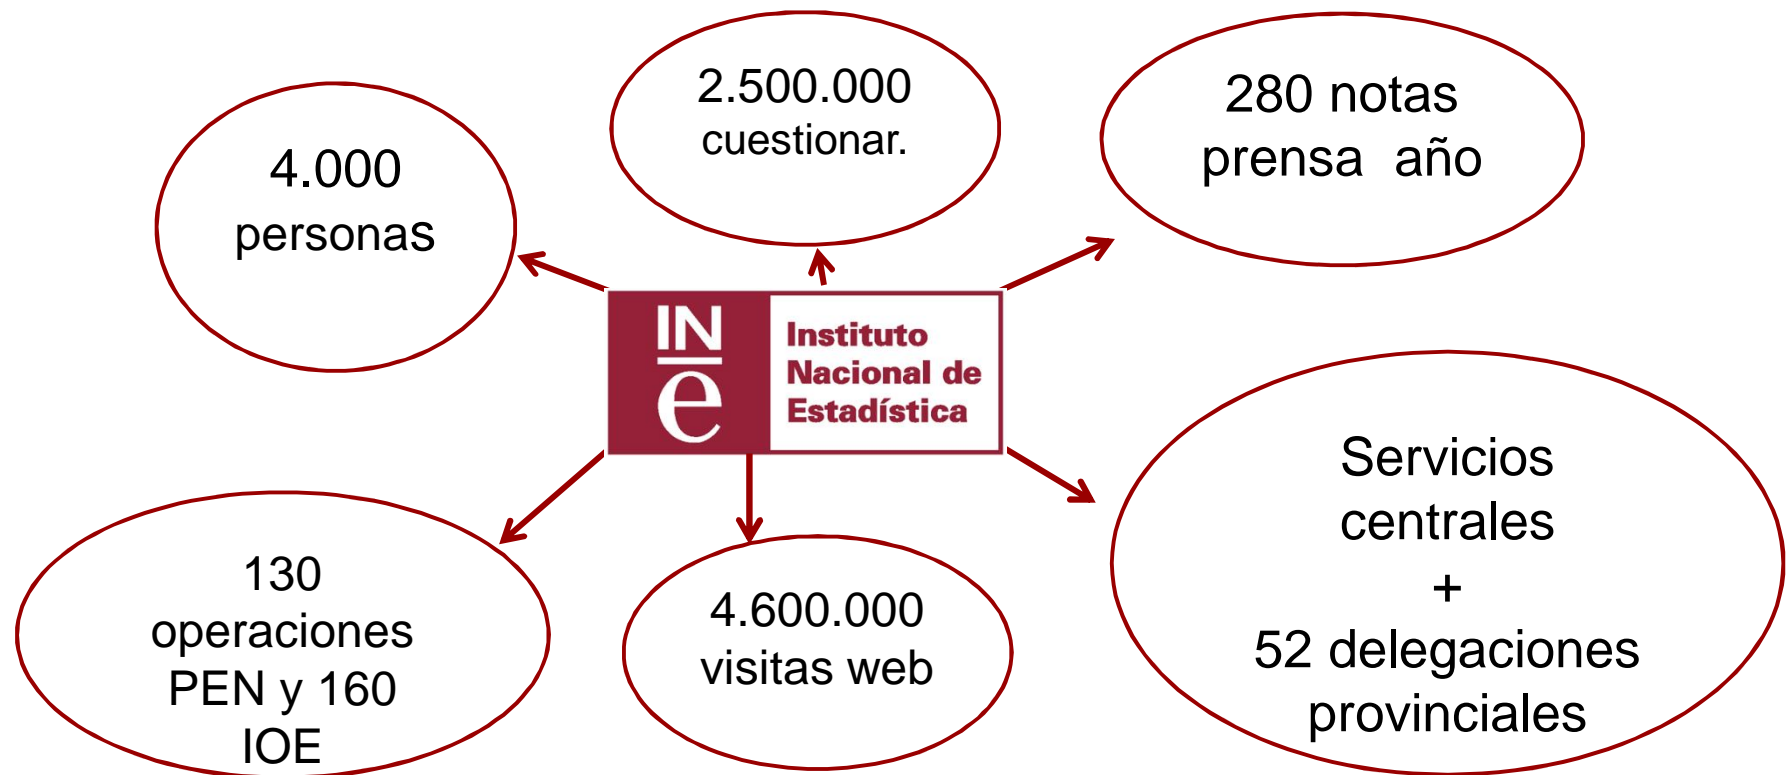 4.000
personas
2.500.000
cuestionar.
280 notas
prensa año
IN
e
Instituto
Nacional de
Estadística
130
operaciones
PEN y 160
IOE
4.600.000
visitas web
Servicios
centrales
+
52 delegaciones
provinciales